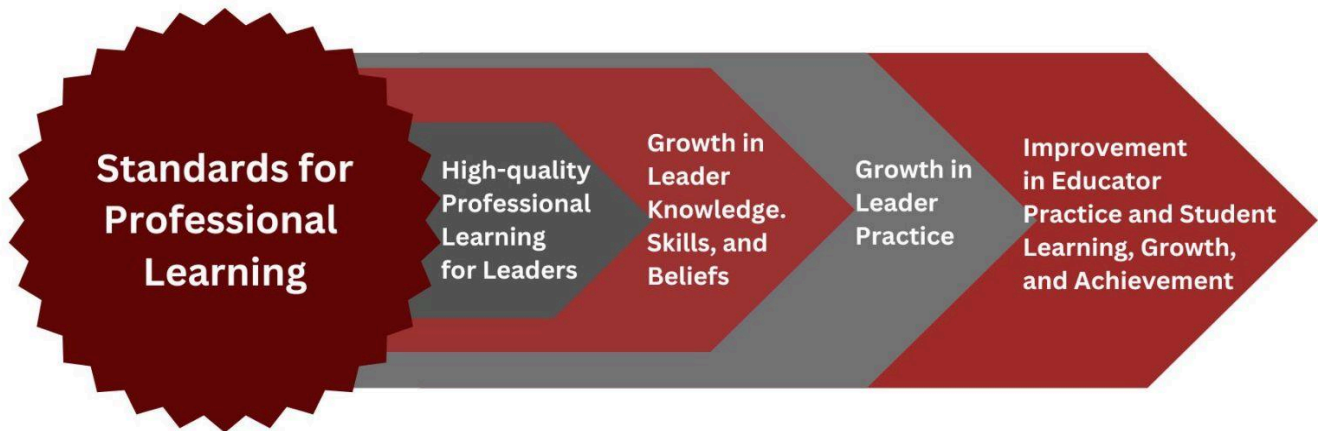 Standards for
Professional
Learning
High-quality
Professional
Learning
for Leaders
Growth in
Leader
Knowledge.
Skills, and
Beliefs
Growth in
Leader
Practice
Improvement
in Educator
Practice and Student
Learning, Growth,
and Achievement